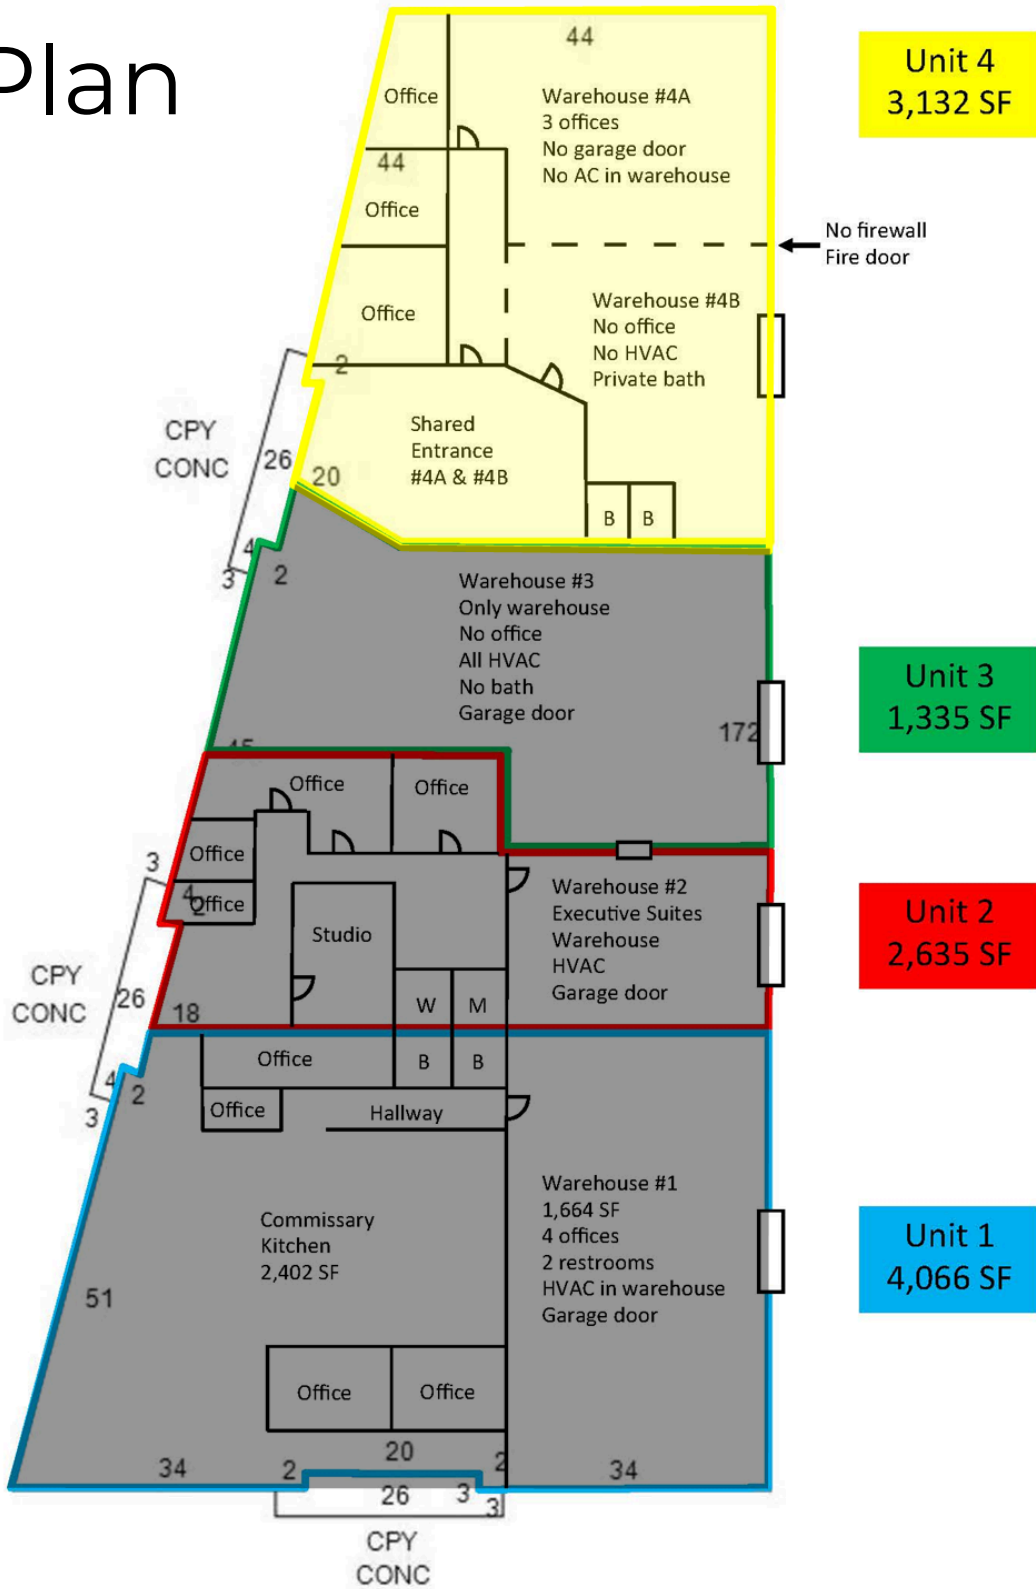 Plan
44
Unit 4
3,132 SF
Office
Warehouse #4A
3 offices
No garage door
No AC in warehouse
44
Office
No firewall
Fire door
Office
Warehouse #4B
No office
No HVAC
Private bath
2
CPY
CONC
26
20
Shared
Entrance
#4A & #4B
B
B
4
3
2
Warehouse #3
Only warehouse
No office
All HVAC
No bath
Garage door
Unit 3
1,335 SF
172
Office
Office
3
Office
4
2
Office
Warehouse #2
Executive Suites
Warehouse
HVAC
Garage door
Unit 2
2,635 SF
Studio
CPY
CONC
26
18
W
M
Office
B
B
4
2
3
Office
Hallway
Warehouse #1
1,664 SF
4 offices
2 restrooms
HVAC in warehouse
Garage door
Commissary
Kitchen
2,402 SF
Unit 1
4,066 SF
51
Office
Office
34
2
20
2
34
26
3
3
CPY
CONC